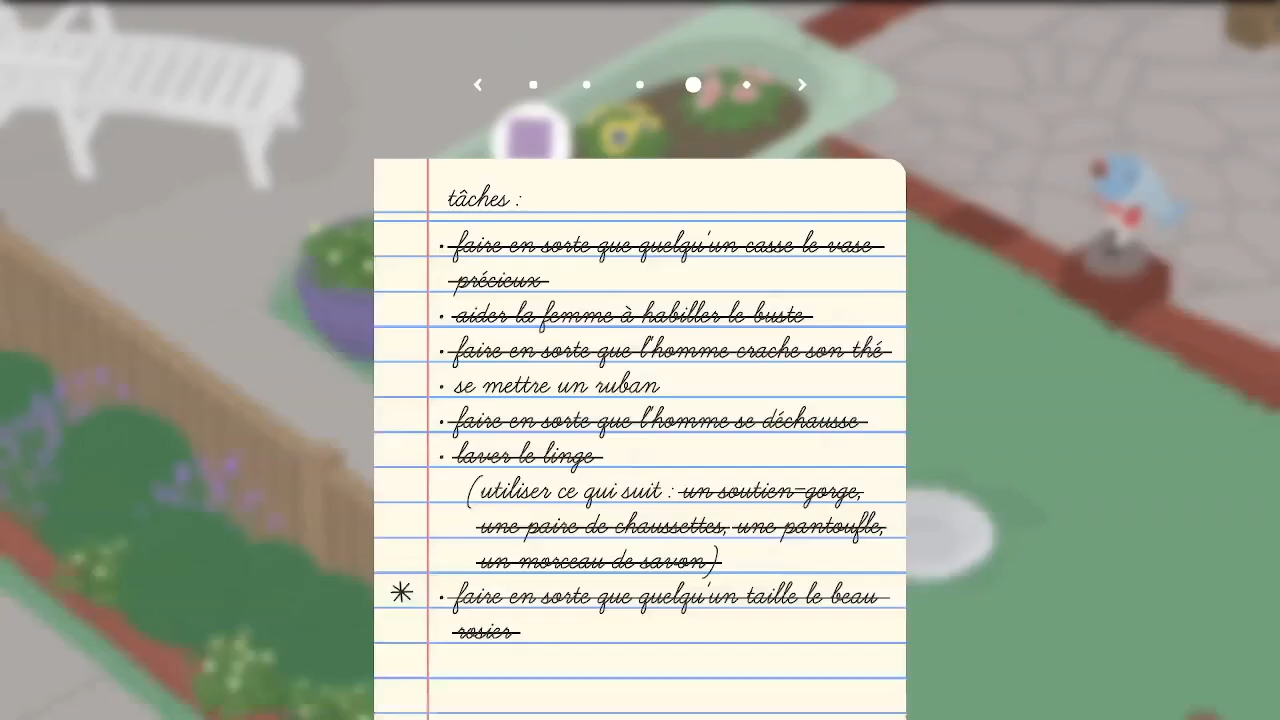 tâches :
• faire en sorte que quelqu'un casse le vase
précieux
• aider la femme à habiller le buste
• faire en sorte que l'homme crache son thé
• se mettre un ruban
• faire en sorte que l'homme se déchausse
• laver le linge
(utiliser ce qui suit : un soutien-gorge,
une paire de chaussettes, une pantoufle,
un morceau de savon)
• faire en sorte que quelqu'un taille le beau
rosier